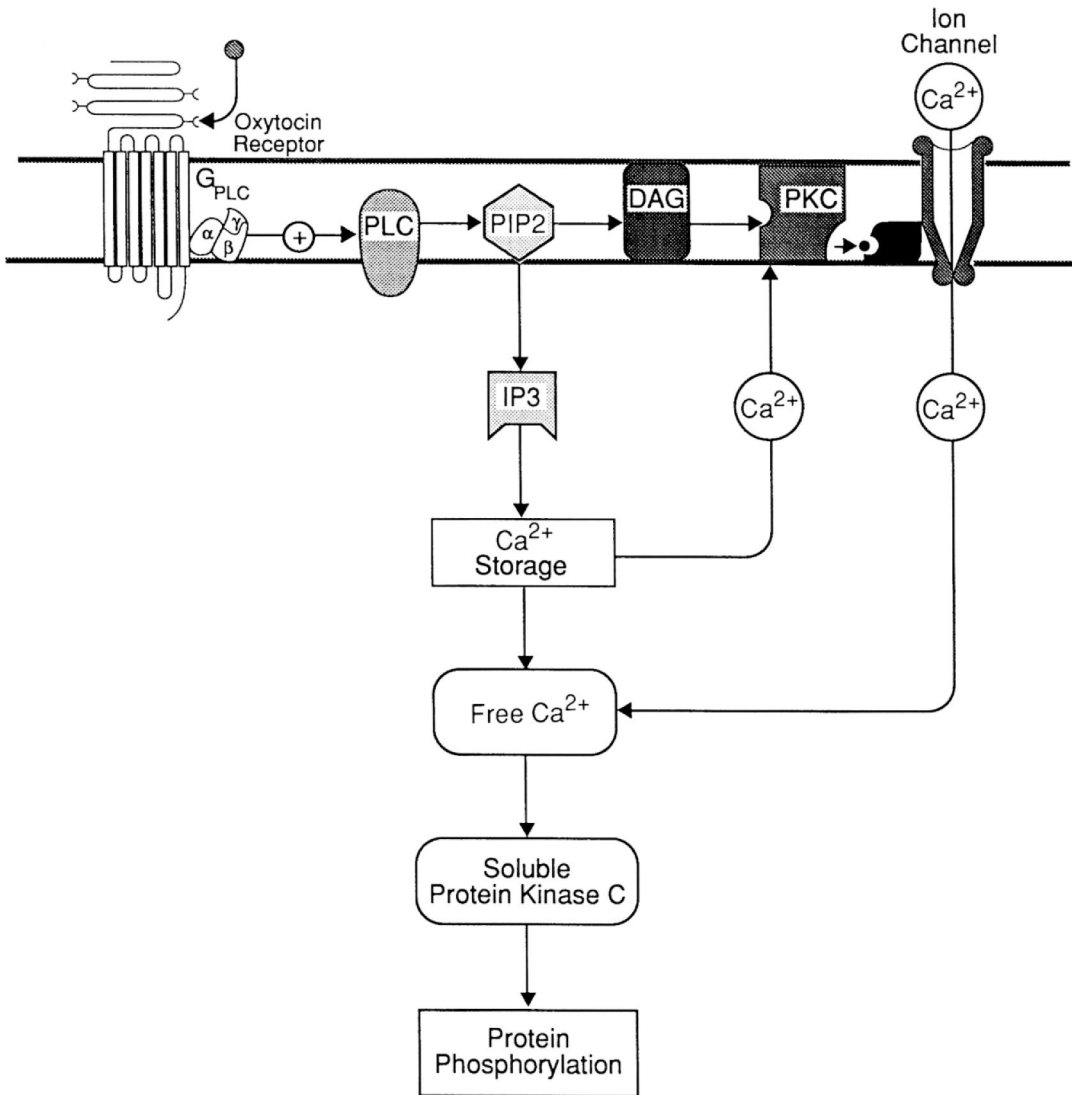 Ion
Channel
Ca2+
Oxytocin
Receptor
GPLC
α
β
γ
+
PLC
PIP2
DAG
PKC
IP3
Ca2+
Ca2+
Ca2+
Storage
Free Ca2+
Soluble
Protein Kinase C
Protein
Phosphorylation